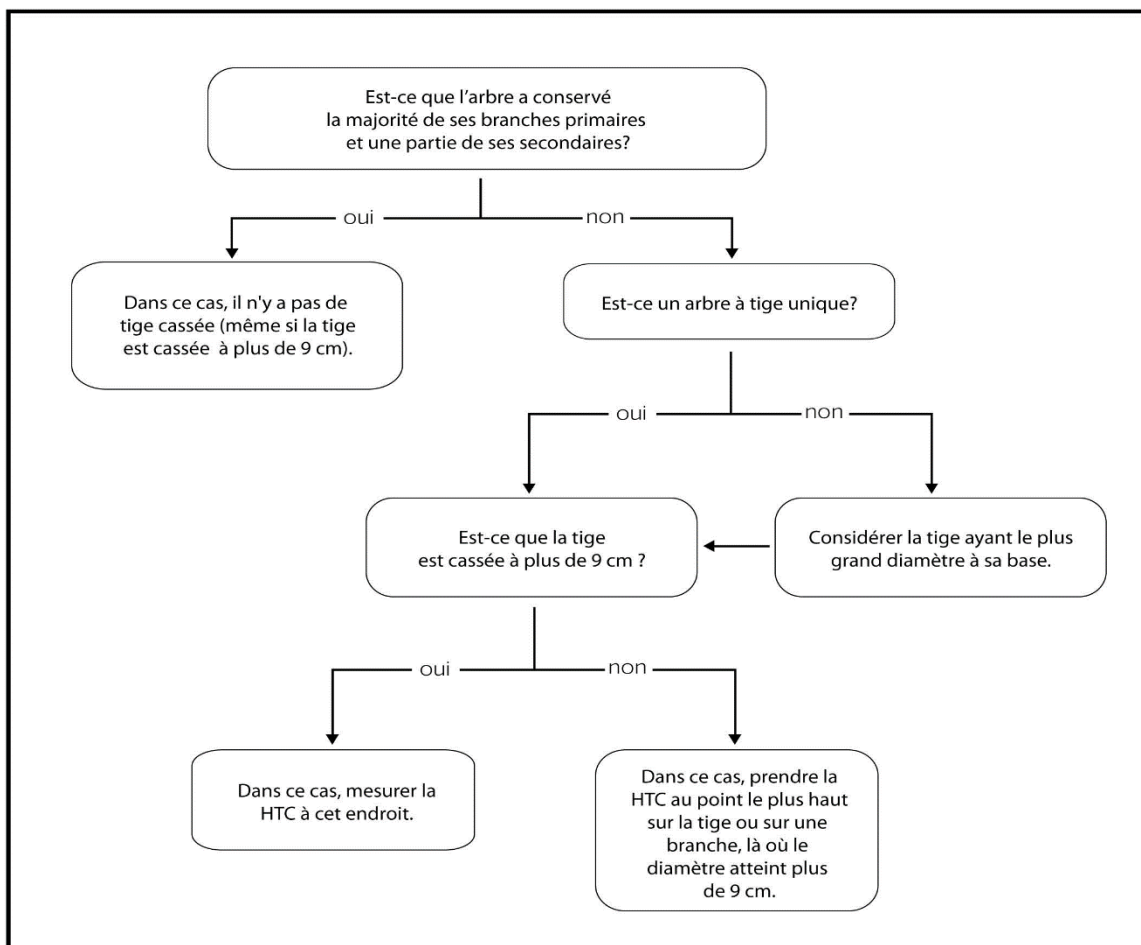 Est-ce que l'arbre a conservé
la majorité de ses branches primaires
et une partie de ses secondaires?
oui
non
Dans ce cas, il n'y a pas de
tige cassée (même si la tige
est cassée à plus de 9 cm).
Est-ce un arbre à tige unique?
oui
non
Est-ce que la tige
est cassée à plus de 9 cm ?
Considérer la tige ayant le plus
grand diamètre à sa base.
oui
non
Dans ce cas, mesurer la
HTC à cet endroit.
Dans ce cas, prendre la
HTC au point le plus haut
sur la tige ou sur une
branche, là où le
diamètre atteint plus
de 9 cm.